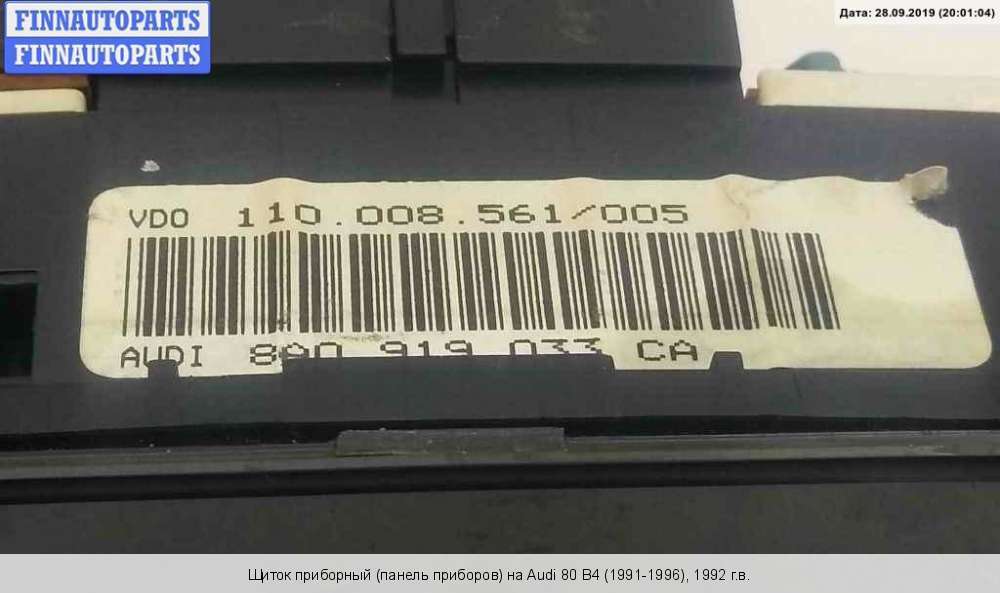 FINNAUTOPARTS
FINNAUTOPARTS
Дата: 28.09.2019 (20:01:04)
VDO 110.008.561/005
AUDI 8A0 919 033 CA
Щиток приборный (панель приборов) на Audi 80 B4 (1991-1996), 1992 г.в.